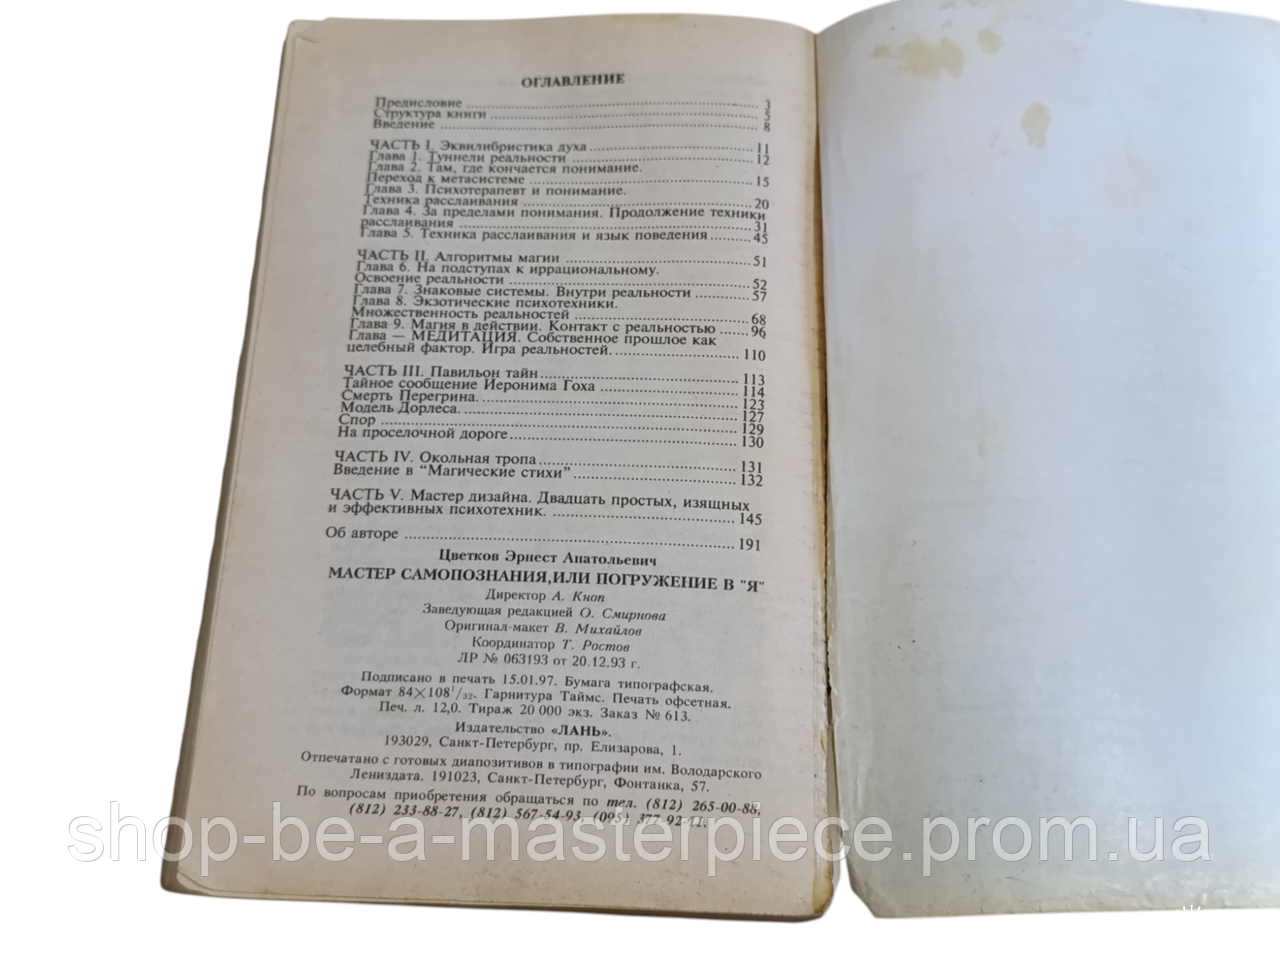 ОГЛАВЛЕНИЕ
Предисловие ........ 3
Структура книги ........ 5
Введение ........ 8
ЧАСТЬ I. Эквилибристика духа ........ 11
Глава 1. Туннели реальности ........ 12
Глава 2. Там, где кончается понимание.
Переход к метасистеме ........ 15
Глава 3. Психотерапевт и понимание.
Техника расслаивания ........ 20
Глава 4. За пределами понимания. Продолжение техники
расслаивания ........ 31
Глава 5. Техника расслаивания и язык поведения ........ 45
ЧАСТЬ II. Алгоритмы магии ........ 51
Глава 6. На подступах к иррациональному.
Освоение реальности ........ 52
Глава 7. Знаковые системы. Внутри реальности ........ 57
Глава 8. Экзотические психотехники.
Множественность реальностей ........ 68
Глава 9. Магия в действии. Контакт с реальностью ........ 96
Глава — МЕДИТАЦИЯ. Собственное прошлое как
целебный фактор. Игра реальностей. ........ 110
ЧАСТЬ III. Павильон тайн ........ 113
Тайное сообщение Иеронима Гоха ........ 114
Смерть Перегрина. ........ 123
Модель Дорлеса. ........ 127
Спор ........ 129
На проселочной дороге ........ 130
ЧАСТЬ IV. Окольная тропа ........ 131
Введение в "Магические стихи" ........ 132
ЧАСТЬ V. Мастер дизайна. Двадцать простых, изящных
и эффективных психотехник. ........ 145
Об авторе ........ 191
Цветков Эрнест Анатольевич
МАСТЕР САМОПОЗНАНИЯ, ИЛИ ПОГРУЖЕНИЕ В "Я"
Директор А. Кноп
Заведующая редакцией О. Смирнова
Оригинал-макет В. Михайлов
Координатор Т. Ростов
ЛР № 063193 от 20.12.93 г.
Подписано в печать 15.01.97. Бумага типографская.
Формат 84×108 1/32. Гарнитура Таймс. Печать офсетная.
Печ. л. 12,0. Тираж 20 000 экз. Заказ № 613.
Издательство «ЛАНЬ».
193029, Санкт-Петербург, пр. Елизарова, 1.
Отпечатано с готовых диапозитивов в типографии им. Володарского
Лениздата. 191023, Санкт-Петербург, Фонтанка, 57.
По вопросам приобретения обращаться по тел. (812) 265-00-88,
(812) 233-88-27, (812) 567-54-93, (095) 377-92-11.
shop-be-a-masterpiece.prom.ua